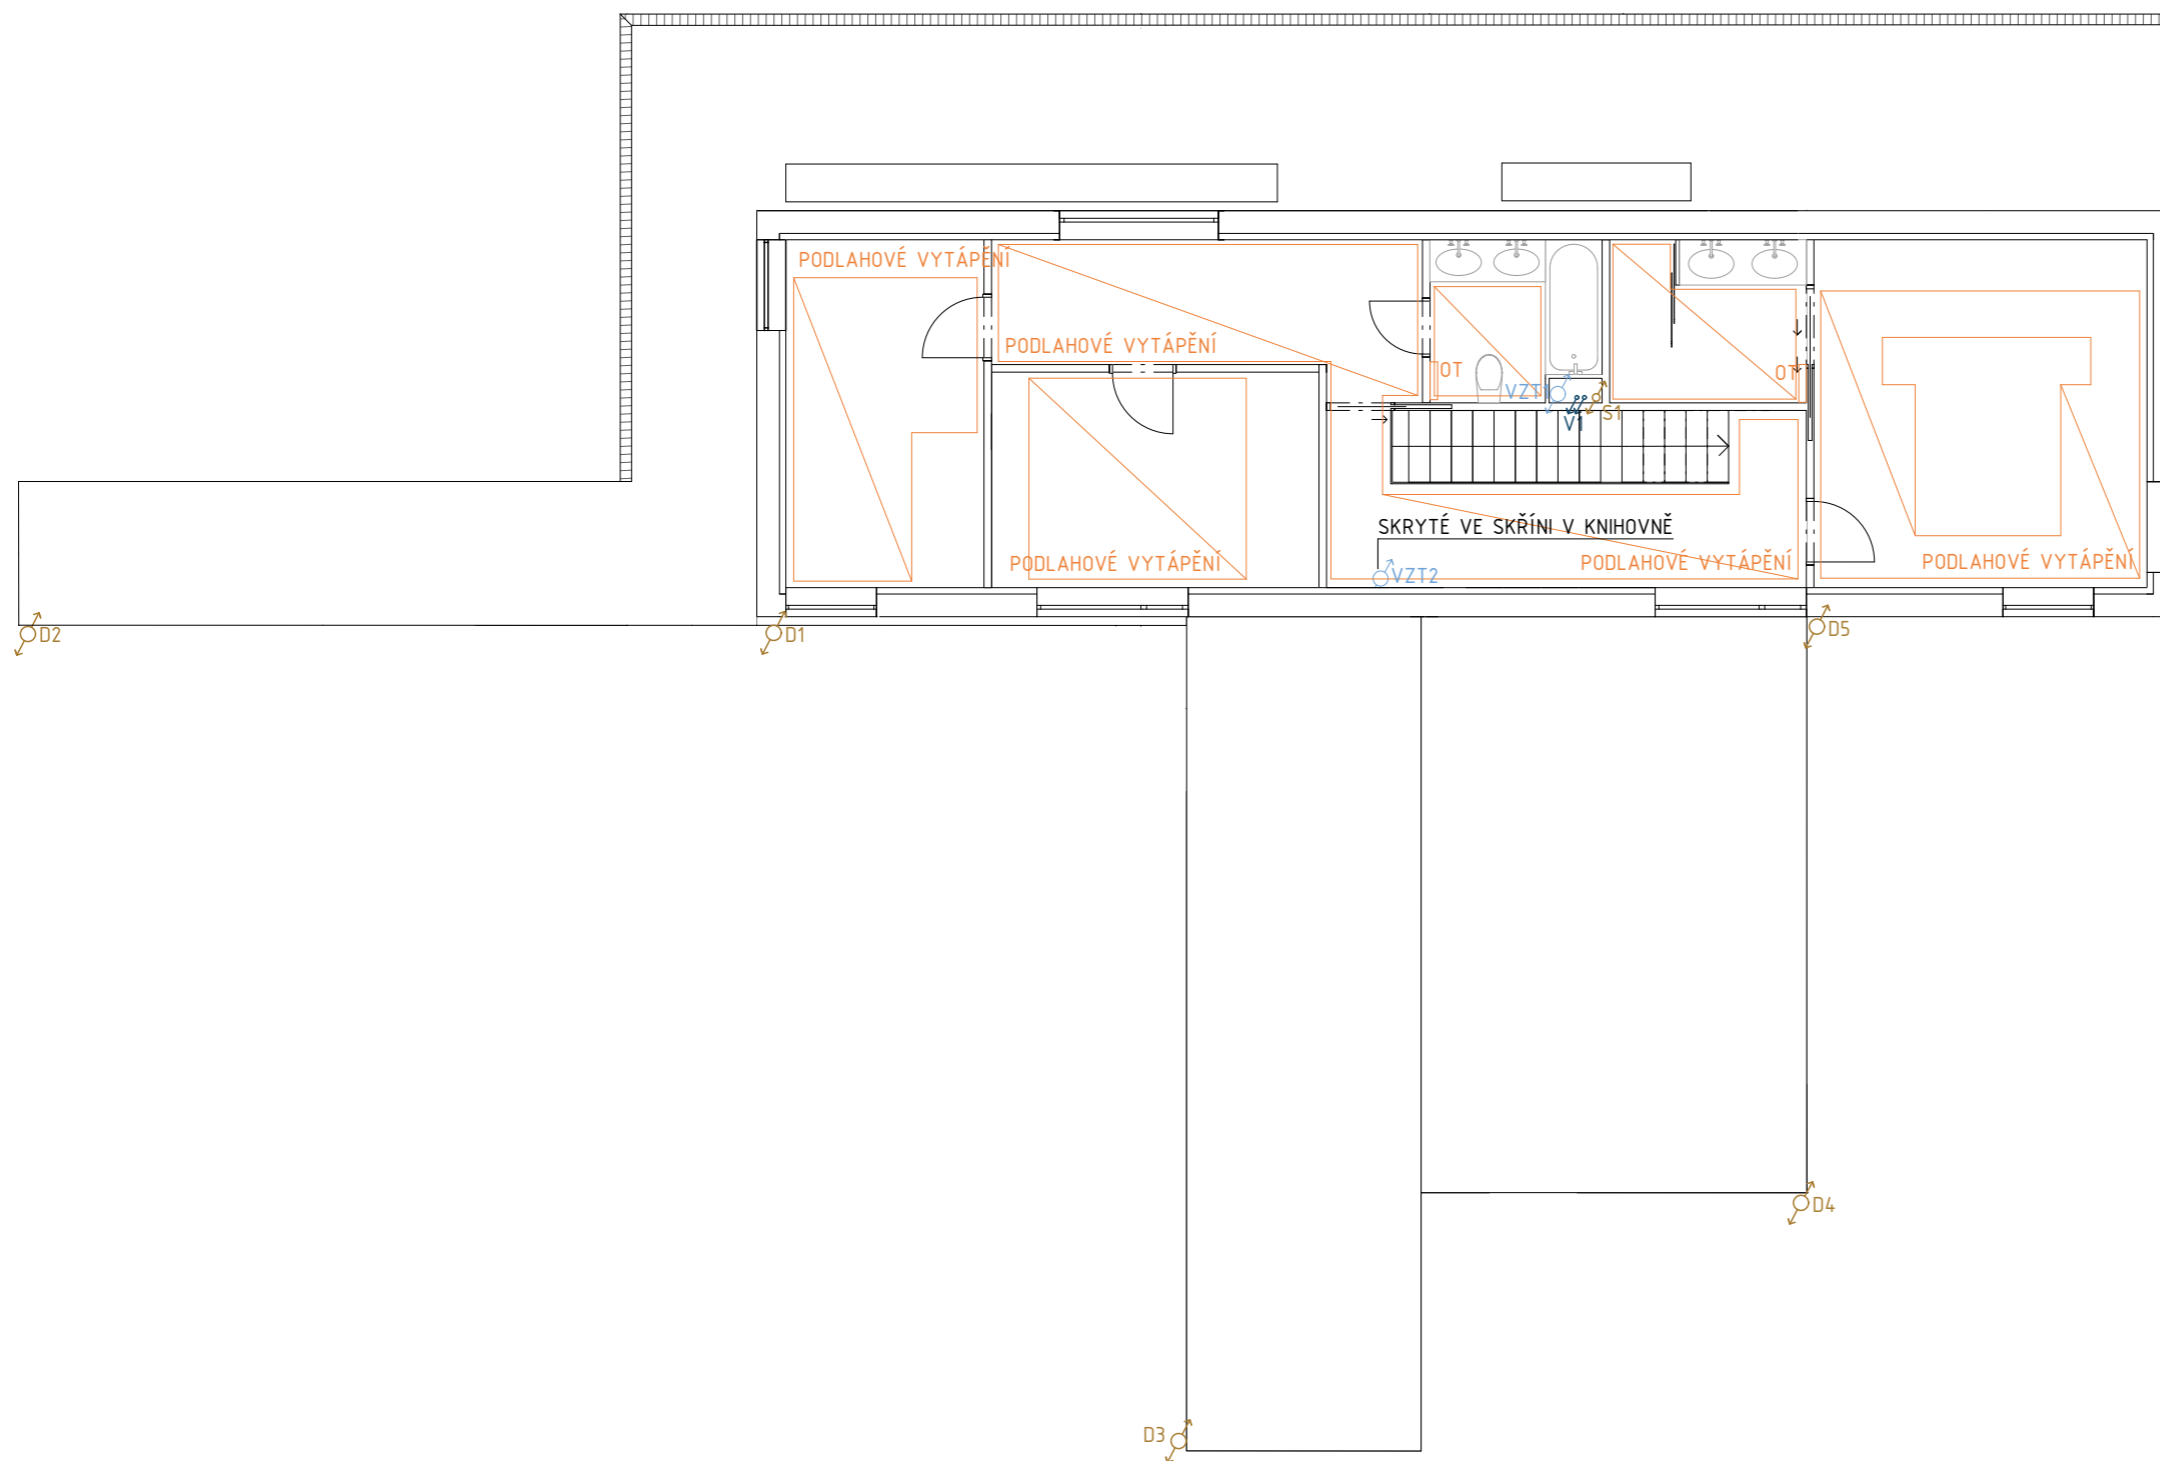 PODLAHOVÉ VYTÁPĚNÍ
PODLAHOVÉ VYTÁPĚNÍ
OT
OT
VZT1
V1
S1
SKRYTÉ VE SKŘÍNI V KNIHOVNĚ
PODLAHOVÉ VYTÁPĚNÍ
PODLAHOVÉ VYTÁPĚNÍ
PODLAHOVÉ VYTÁPĚNÍ
VZT2
D2
D1
D5
D4
D3